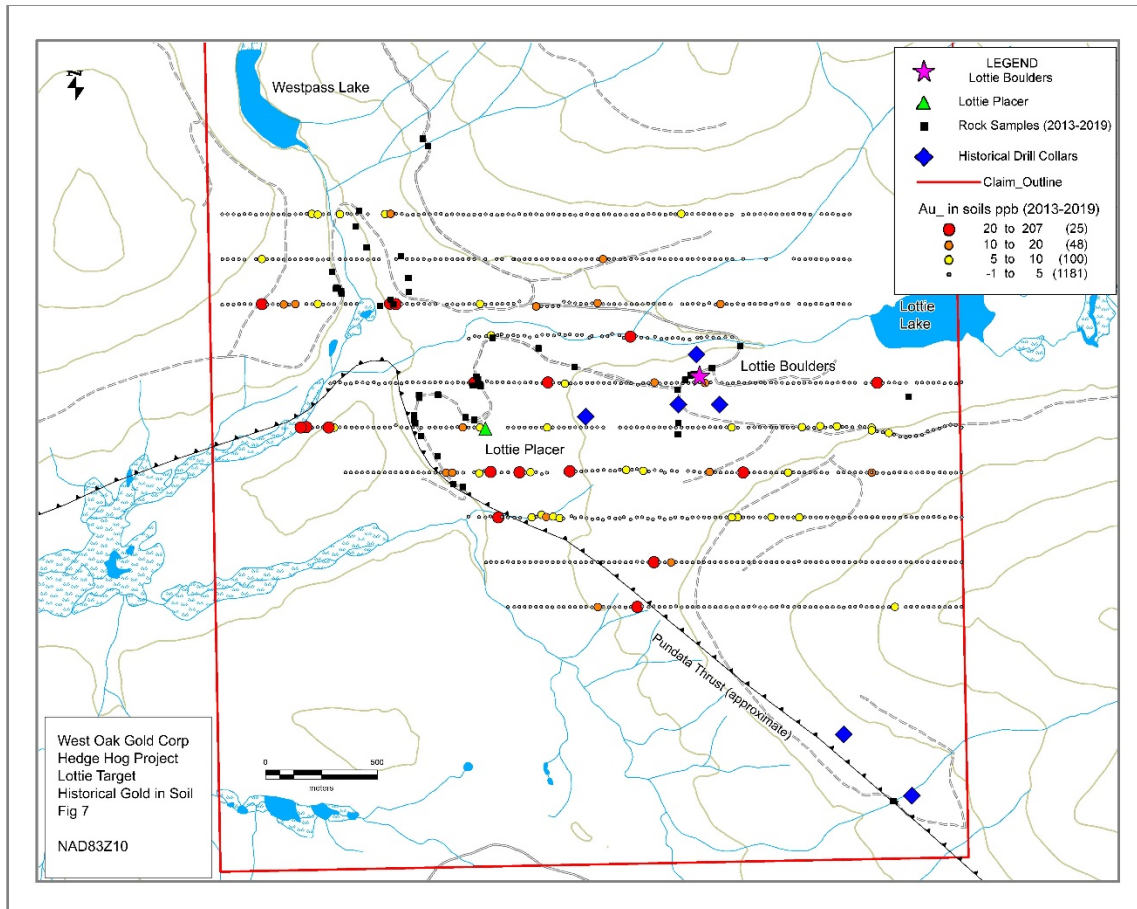 Z
Westpass Lake
LEGEND
Lottie Boulders
Lottie Placer
Rock Samples (2013-2019)
Historical Drill Collars
Claim_Outline
Au_ in soils ppb (2013-2019)
20 to 207 (25)
10 to 20 (48)
5 to 10 (100)
-1 to 5 (1181)
Lottie
Lake
Lottie Boulders
Lottie Placer
Pundata Thrust (approximate)
West Oak Gold Corp
Hedge Hog Project
Lottie Target
Historical Gold in Soil
Fig 7
NAD83Z10
0 500
meters